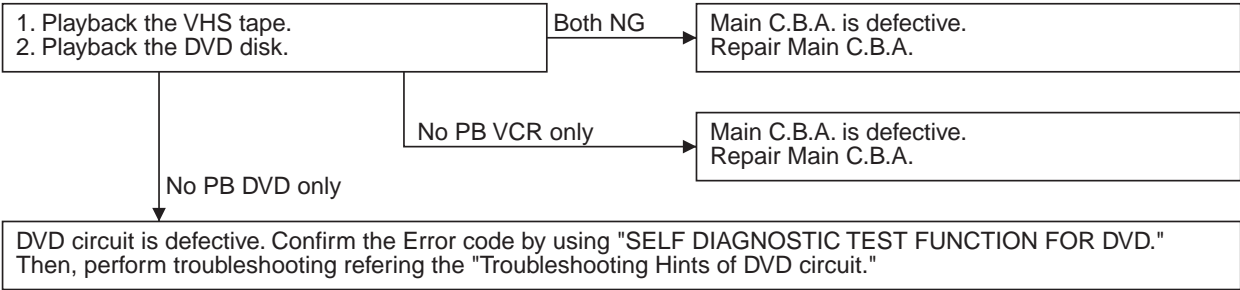 1. Playback the VHS tape.
2. Playback the DVD disk.
Both NG
Main C.B.A. is defective.
Repair Main C.B.A.
No PB VCR only
Main C.B.A. is defective.
Repair Main C.B.A.
No PB DVD only
DVD circuit is defective. Confirm the Error code by using "SELF DIAGNOSTIC TEST FUNCTION FOR DVD."
Then, perform troubleshooting refering the "Troubleshooting Hints of DVD circuit."